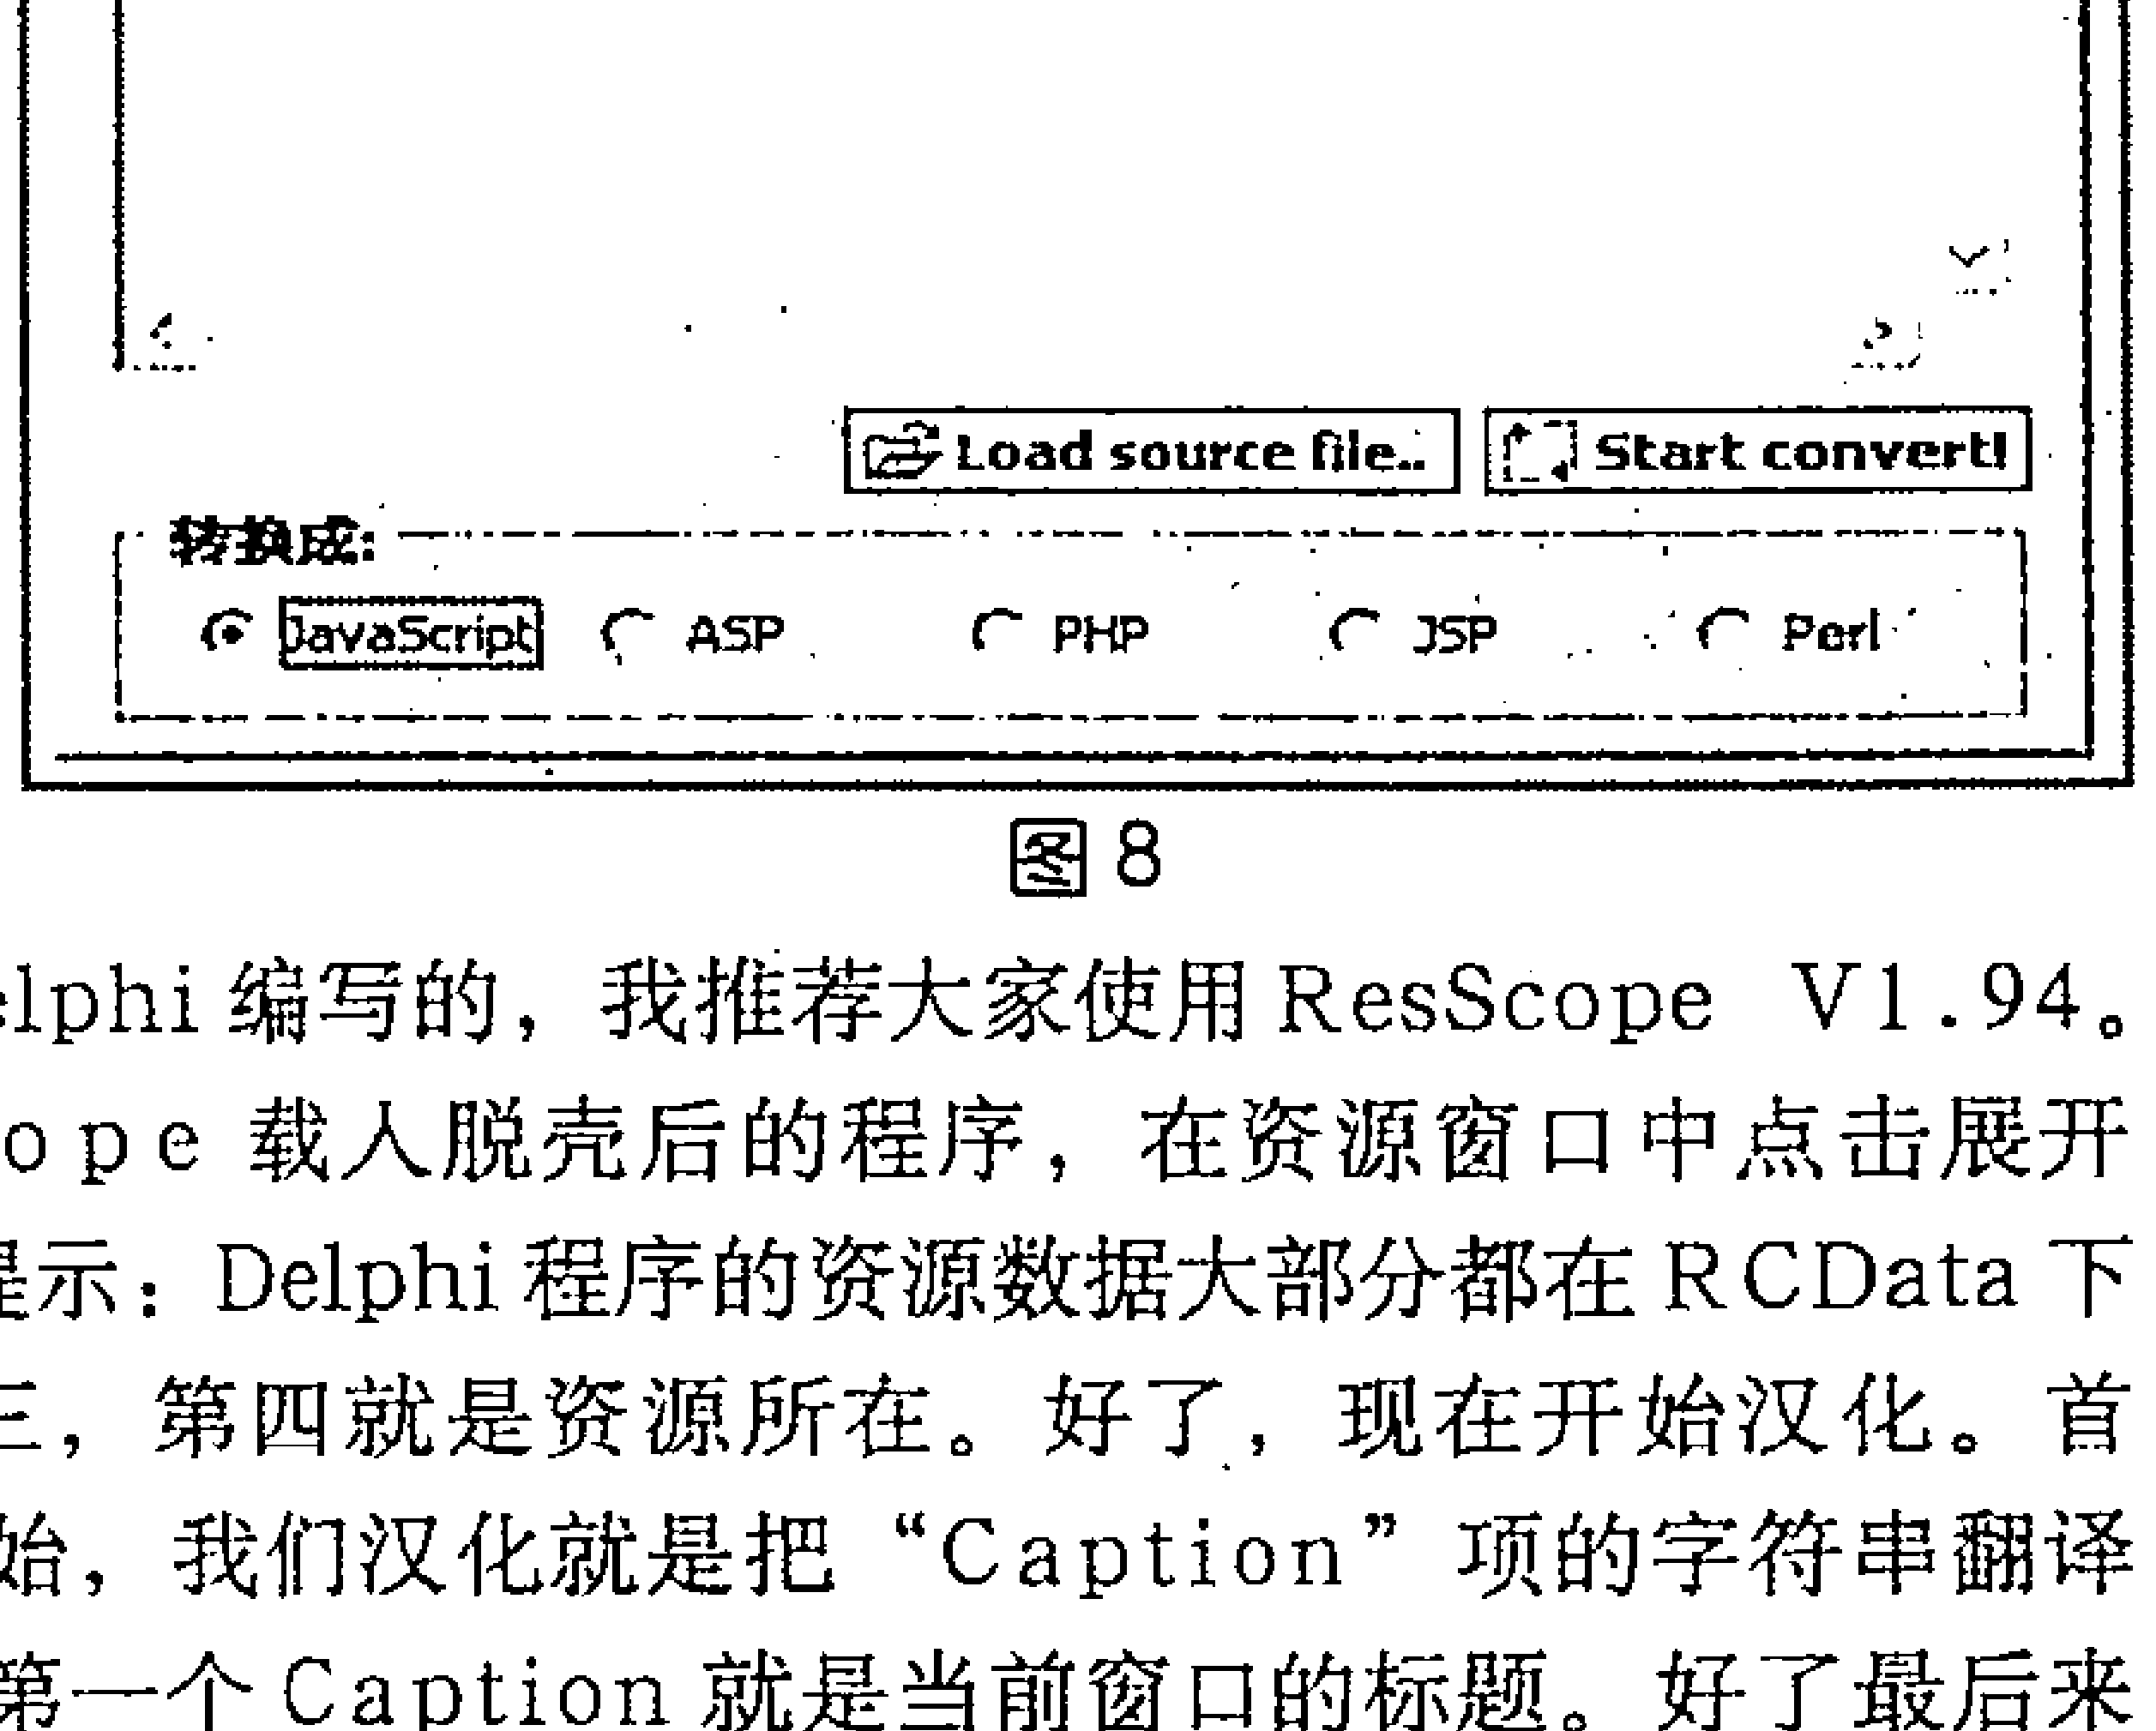 Load source file.. Start convert!
转换成:
JavaScript ASP PHP JSP Perl
图 8
elphi编写的，我推荐大家使用ResScope V1.94。
ope 载入脱壳后的程序，在资源窗口中点击展开
提示：Delphi程序的资源数据大部分都在RCData下
三，第四就是资源所在。好了，现在开始汉化。首
始，我们汉化就是把“Caption”项的字符串翻译
第一个Caption就是当前窗口的标题。好了最后来